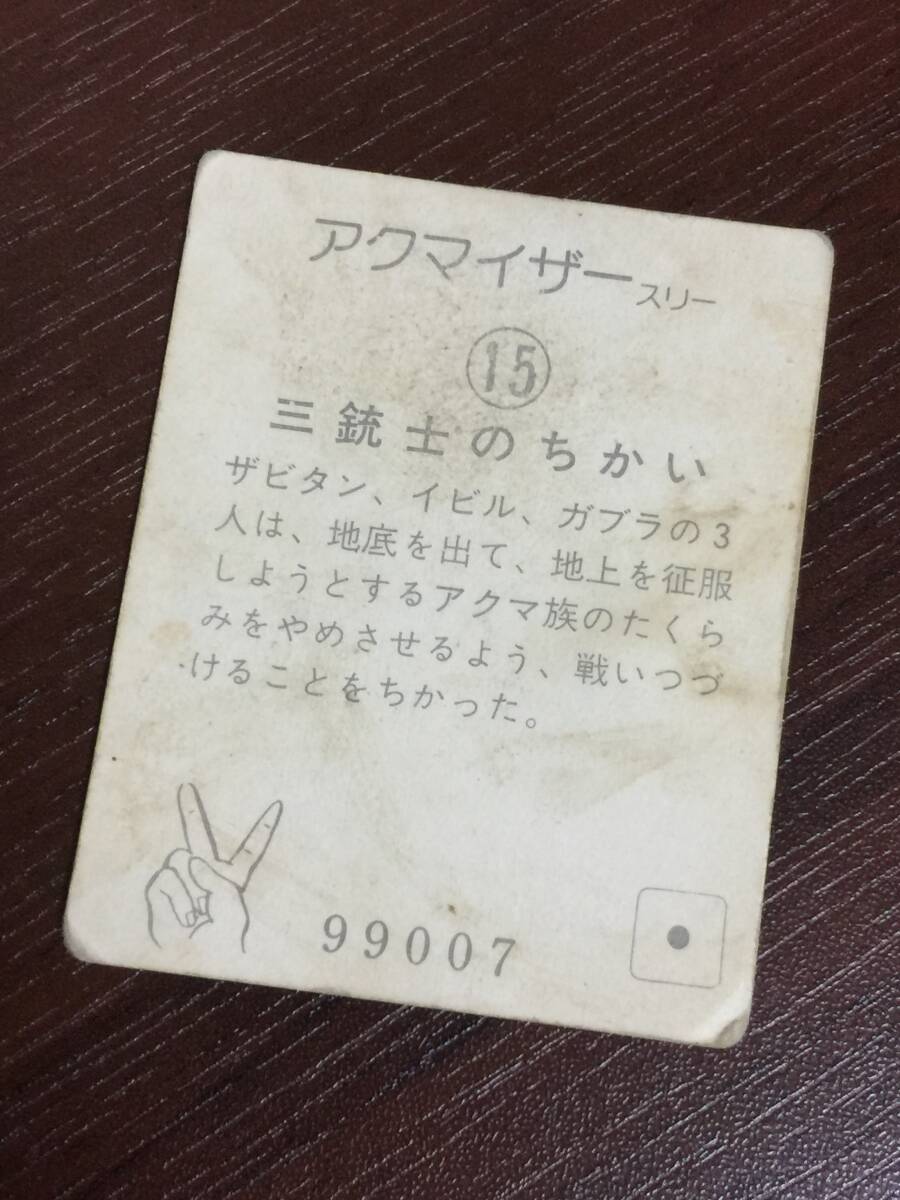 アクマイザースリー
15
三銃士のちかい
ザビタン、イビル、ガブラの3
人は、地底を出て、地上を征服
しようとするアクマ族のたくら
みをやめさせるよう、戦いつづ
けることをちかった。
99007